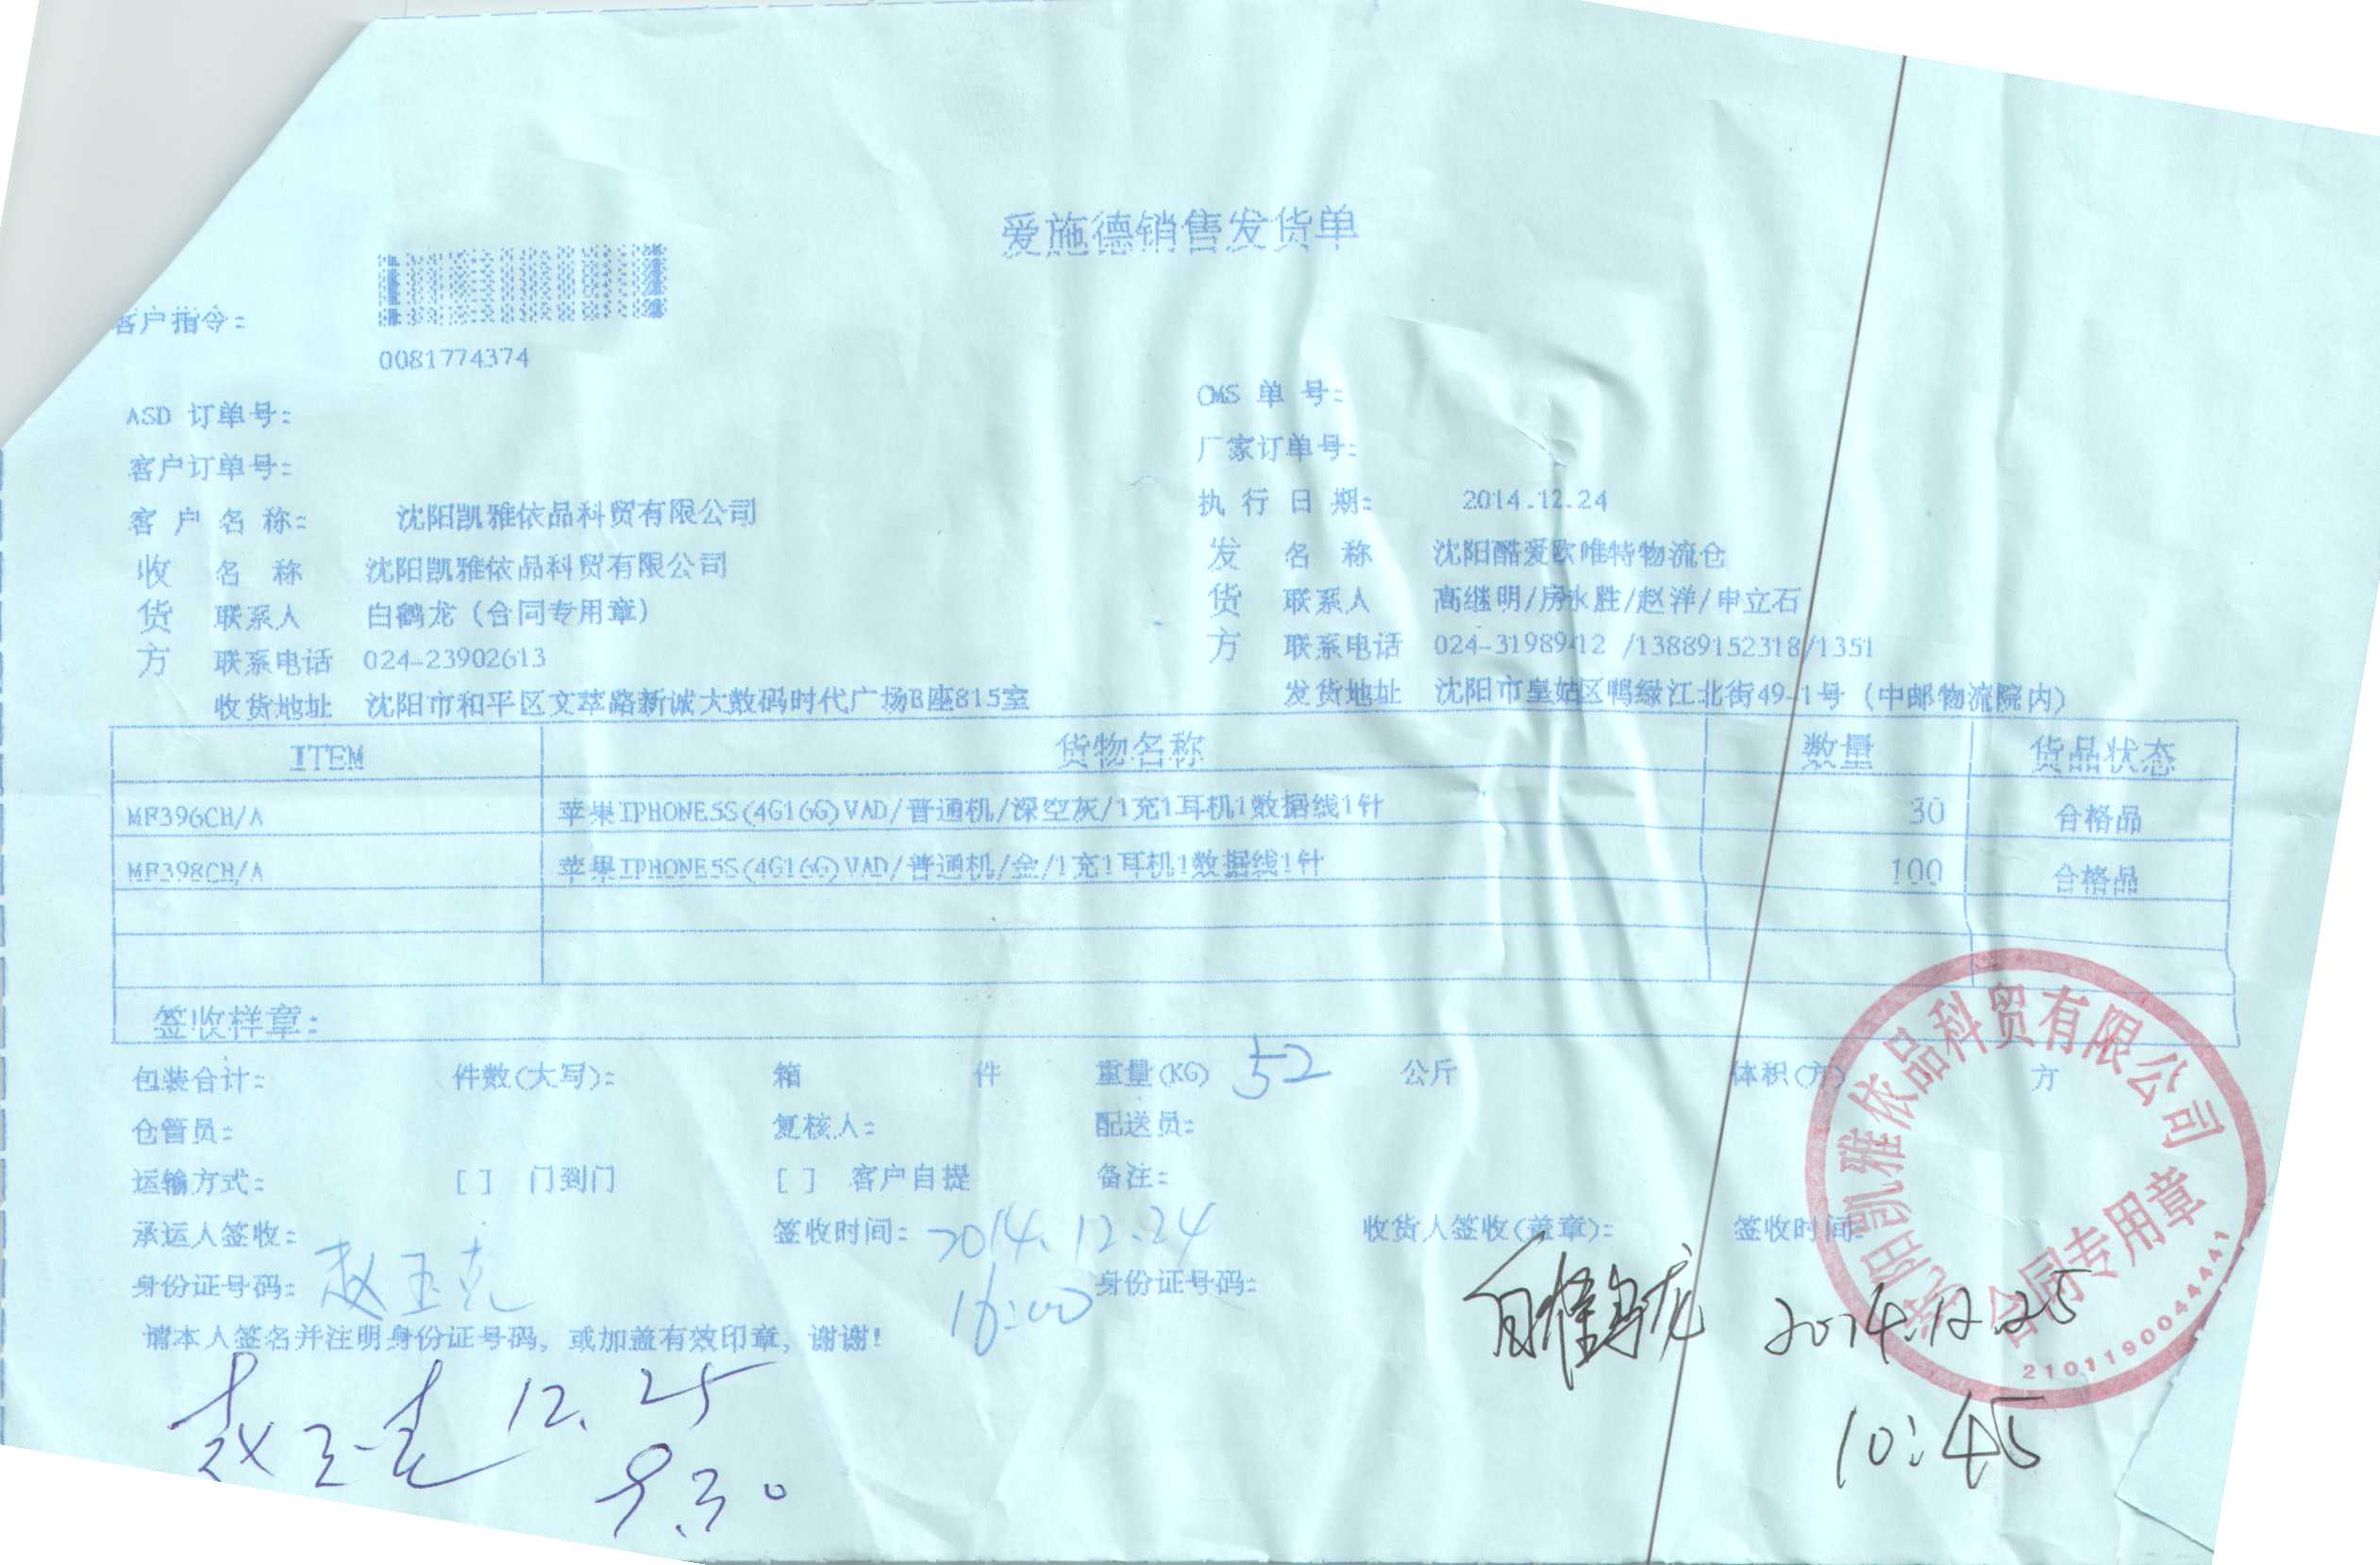 爱施德销售发货单
客户指令：
0081774374
ASD 订单号：
OMS 单 号：
客户订单号：
厂家订单号：
客 户 名 称： 沈阳凯雅依品科贸有限公司
执 行 日 期： 2014.12.24
收 名 称 沈阳凯雅依品科贸有限公司
发 名 称 沈阳酷爱欧唯特物流仓
货 联系人 白鹤龙（合同专用章）
货 联系人 高继明/房永胜/赵洋/申立石
方 联系电话 024-23902613
方 联系电话 024-31989412 /13889152318/1351
收货地址 沈阳市和平区文萃路新诚大数码时代广场B座815室
发货地址 沈阳市皇姑区鸭绿江北街49-1号（中邮物流院内）
ITEM 货物名称 数量 货品状态
MF396CH/A 苹果IPHONE5S(4G16G)VAD/普通机/深空灰/1充1耳机1数据线1针 30 合格品
MF398CH/A 苹果IPHONE5S(4G16G)VAD/普通机/金/1充1耳机1数据线1针 100 合格品
签收样章：
包装合计： 件数(大写)： 箱 件 重量(KG) 52 公斤 体积(方) 方
仓管员： 复核人： 配送员：
运输方式： [ ] 门到门 [ ] 客户自提 备注：
承运人签收： 签收时间： 2014.12.24 收货人签收(盖章)： 签收时间：
身份证号码： 赵玉克 16:00 身份证号码： 白鹤龙 2014.12.25
请本人签名并注明身份证号码，或加盖有效印章，谢谢！
12.25
9.30
10:45
沈阳凯雅依品科贸有限公司
合同专用章
2101190044441